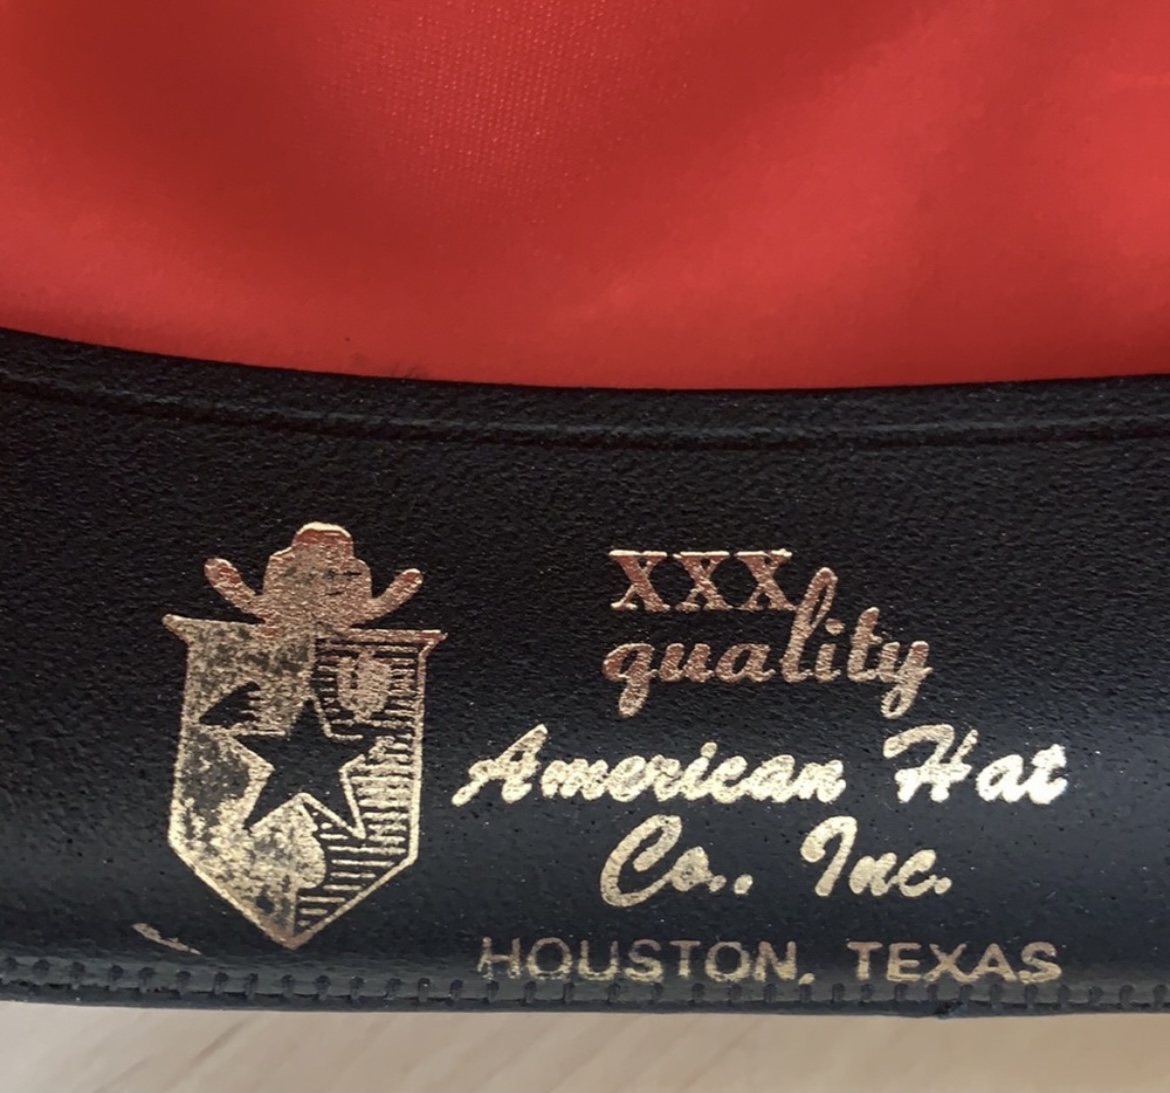 XXX
quality
American Hat
Co., Inc.
HOUSTON, TEXAS